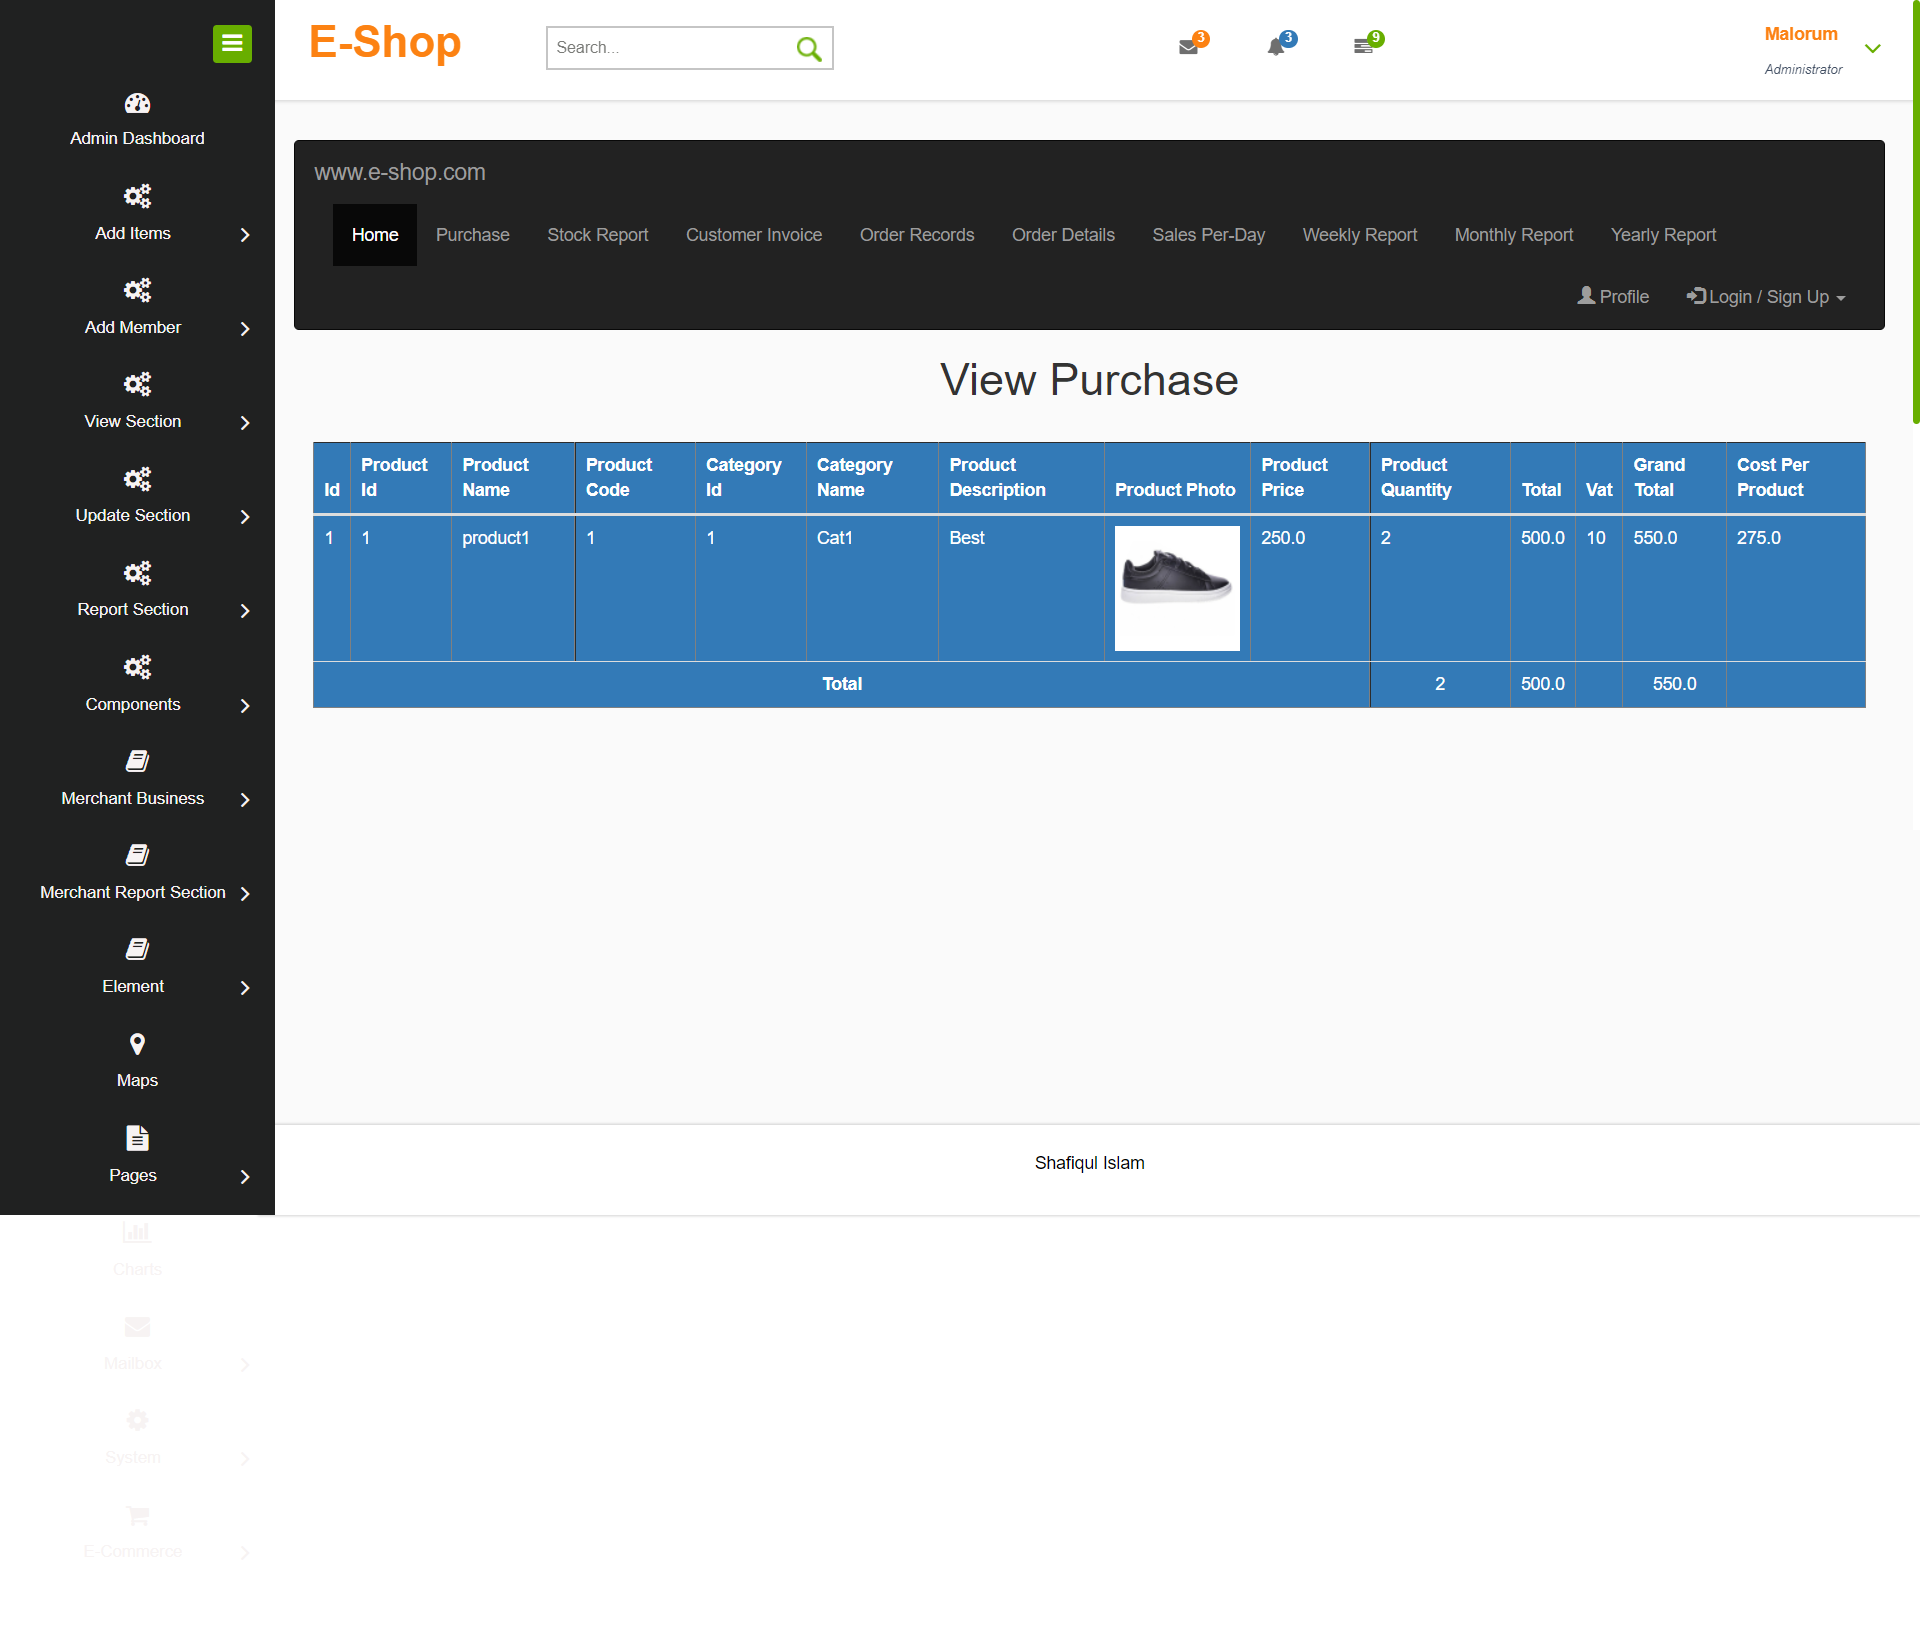 E-Shop
Search...
3
3
9
Malorum
Administrator
Admin Dashboard
Add Items
Add Member
View Section
Update Section
Report Section
Components
Merchant Business
Merchant Report Section
Element
Maps
Pages
Charts
Mailbox
System
E-Commerce
www.e-shop.com
Home Purchase Stock Report Customer Invoice Order Records Order Details Sales Per-Day Weekly Report Monthly Report Yearly Report
Profile Login / Sign Up
View Purchase
Id Product Id Product Name Product Code Category Id Category Name Product Description Product Photo Product Price Product Quantity Total Vat Grand Total Cost Per Product
1 1 product1 1 1 Cat1 Best 250.0 2 500.0 10 550.0 275.0
Total 2 500.0 550.0
Shafiqul Islam